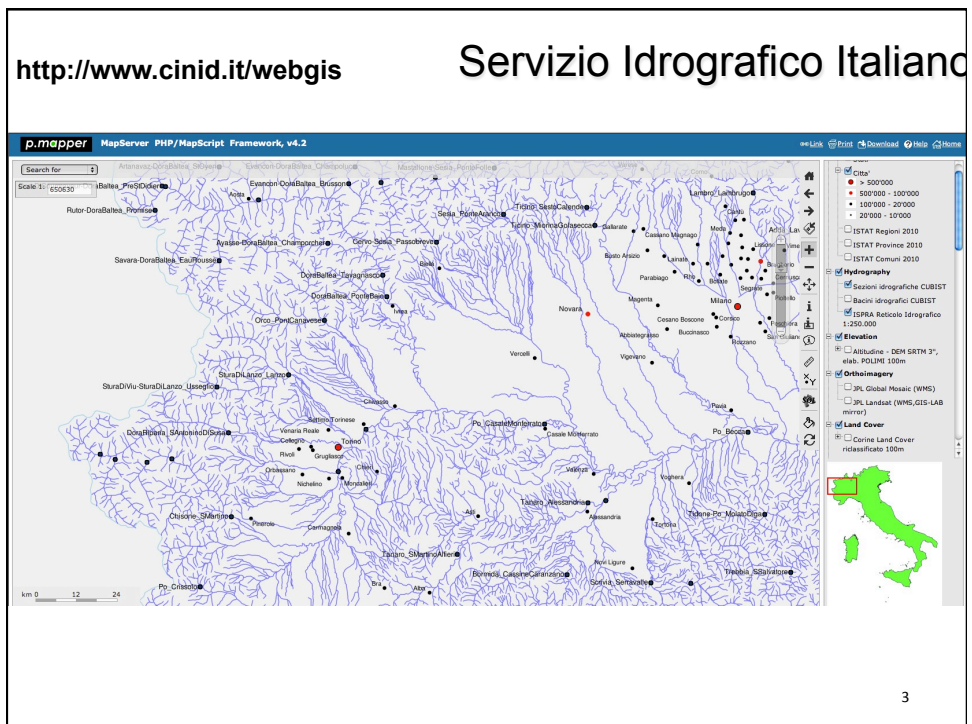 http://www.cinid.it/webgis
Servizio Idrografico Italiano
p.mapper MapServer PHP/MapScript Framework, v4.2
Link Print Download Help Home
Search for
Scale 1: 650630
PreStDidier
Rutor-DoraBaltea_Promise
Aosta
Evancon-DoraBaltea_Brusson
Ayasse-DoraBaltea_Champorcher
Savara-DoraBaltea_EauRousse
Cervo-Sesia_Passobreve
Sesia_PonteAranco
Ticino_SestoCalende
Ticino_MiorinaGolasecca
Gallarate
Cassano Magnago
Busto Arsizio
Lainate
Parabiago
Rho
Bollate
Lambro_Lambrugo
Cantù
Meda
Lissone
Segrate
Pioltello
Biella
DoraBaltea_Tavagnasco
DoraBaltea_PonteBaio
Ivrea
Orco_PontCanavese
Novara
Magenta
Milano
Cesano Boscone
Corsico
Buccinasco
Peschiera
Abbiategrasso
Rozzano
Vigevano
Vercelli
SturaDiLanzo_Lanzo
SturaDiViu-SturaDiLanzo_Usseglio
Chivasso
Pavia
Settimo Torinese
Venaria Reale
DoraRiparia_SAntoninoDiSusa
Collegno
Torino
Rivoli
Grugliasco
Po_CasaleMonferrato
Casale Monferrato
Po_Becca
Orbassano
Chieri
Nichelino
Moncalieri
Valenza
Voghera
Chisone_SMartino
Pinerolo
Carmagnola
Asti
Tanaro_Alessandria
Alessandria
Tortona
Tidone-Po_MolatoDiga
Tanaro_SMartinoAlfieri
Novi Ligure
Bormida_CassineCaranzano
Scrivia_Serravalle
Trebbia_SSalvatore
Po_Crissolo
Bra
Alba
km 0 12 24
Citta'
> 500'000
500'000 - 100'000
100'000 - 20'000
20'000 - 10'000
ISTAT Regioni 2010
ISTAT Province 2010
ISTAT Comuni 2010
Hydrography
Sezioni idrografiche CUBIST
Bacini idrografici CUBIST
ISPRA Reticolo Idrografico
1:250.000
Elevation
Altitudine - DEM SRTM 3",
elab. POLIMI 100m
Orthoimagery
JPL Global Mosaic (WMS)
JPL Landsat (WMS,GIS-LAB
mirror)
Land Cover
Corine Land Cover
riclassificato 100m
3